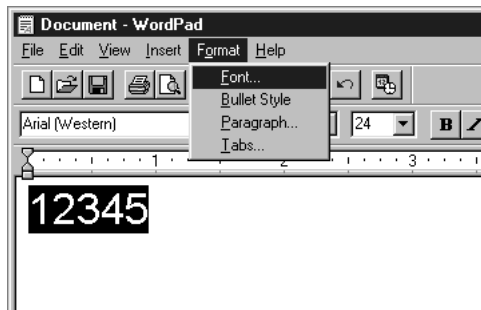 Document - WordPad
File Edit View Insert Format Help
Font...
Bullet Style
Paragraph...
Tabs...
Arial (Western) 24 B I
1 2 3
12345